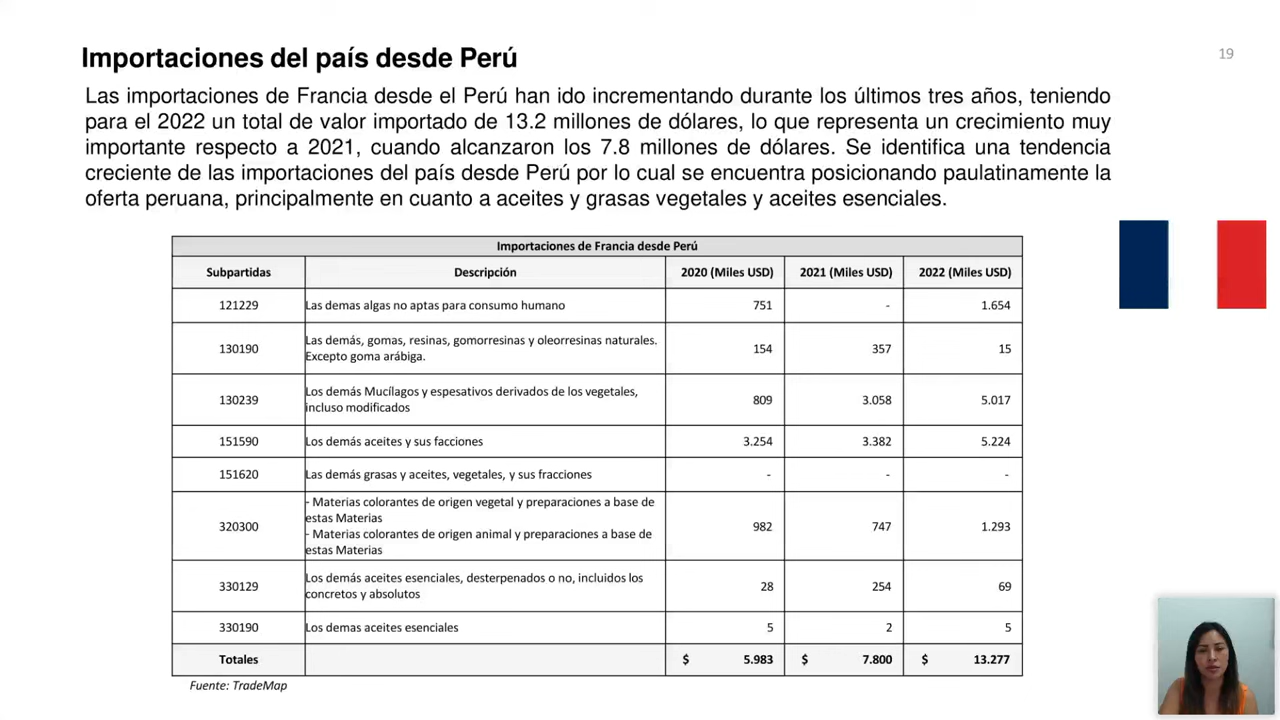 Importaciones del país desde Perú
19
Las importaciones de Francia desde el Perú han ido incrementando durante los últimos tres años, teniendo
para el 2022 un total de valor importado de 13.2 millones de dólares, lo que representa un crecimiento muy
importante respecto a 2021, cuando alcanzaron los 7.8 millones de dólares. Se identifica una tendencia
creciente de las importaciones del país desde Perú por lo cual se encuentra posicionando paulatinamente la
oferta peruana, principalmente en cuanto a aceites y grasas vegetales y aceites esenciales.
Importaciones de Francia desde Perú
Subpartidas Descripción 2020 (Miles USD) 2021 (Miles USD) 2022 (Miles USD)
121229 Las demas algas no aptas para consumo humano 751 - 1.654
130190 Las demás, gomas, resinas, gomorresinas y oleorresinas naturales.
Excepto goma arábiga. 154 357 15
130239 Los demás Mucílagos y espesativos derivados de los vegetales,
incluso modificados 809 3.058 5.017
151590 Los demás aceites y sus facciones 3.254 3.382 5.224
151620 Las demás grasas y aceites, vegetales, y sus fracciones - - -
320300 - Materias colorantes de origen vegetal y preparaciones a base de
estas Materias
- Materias colorantes de origen animal y preparaciones a base de
estas Materias 982 747 1.293
330129 Los demás aceites esenciales, desterpenados o no, incluidos los
concretos y absolutos 28 254 69
330190 Los demas aceites esenciales 5 2 5
Totales $ 5.983 $ 7.800 $ 13.277
Fuente: TradeMap